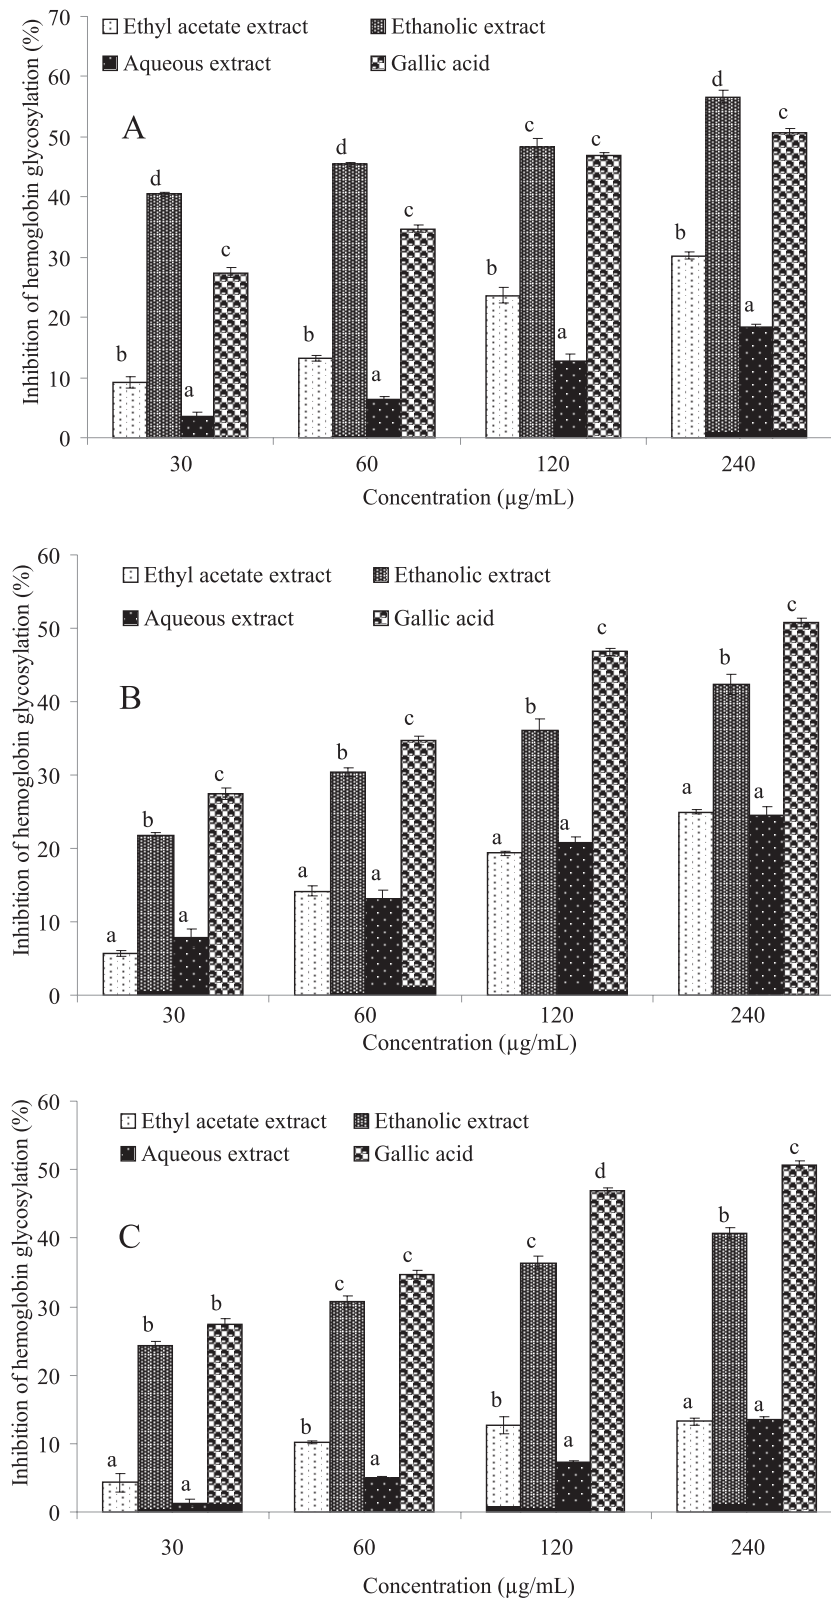 Inhibition of hemoglobin glycosylation (%)
70
60
50
40
30
20
10
0
Ethyl acetate extract Ethanolic extract
Aqueous extract Gallic acid
A
b d a c
b d a c
b c a c
b d a c
30 60 120 240
Concentration (µg/mL)
Inhibition of hemoglobin glycosylation (%)
60
50
40
30
20
10
0
Ethyl acetate extract Ethanolic extract
Aqueous extract Gallic acid
B
a b a c
a b a c
a b a c
a b a c
30 60 120 240
Concentration (µg/mL)
Inhibition of hemoglobin glycosylation (%)
60
50
40
30
20
10
0
Ethyl acetate extract Ethanolic extract
Aqueous extract Gallic acid
C
a b a b
b c a c
b c a d
a b a c
30 60 120 240
Concentration (µg/mL)